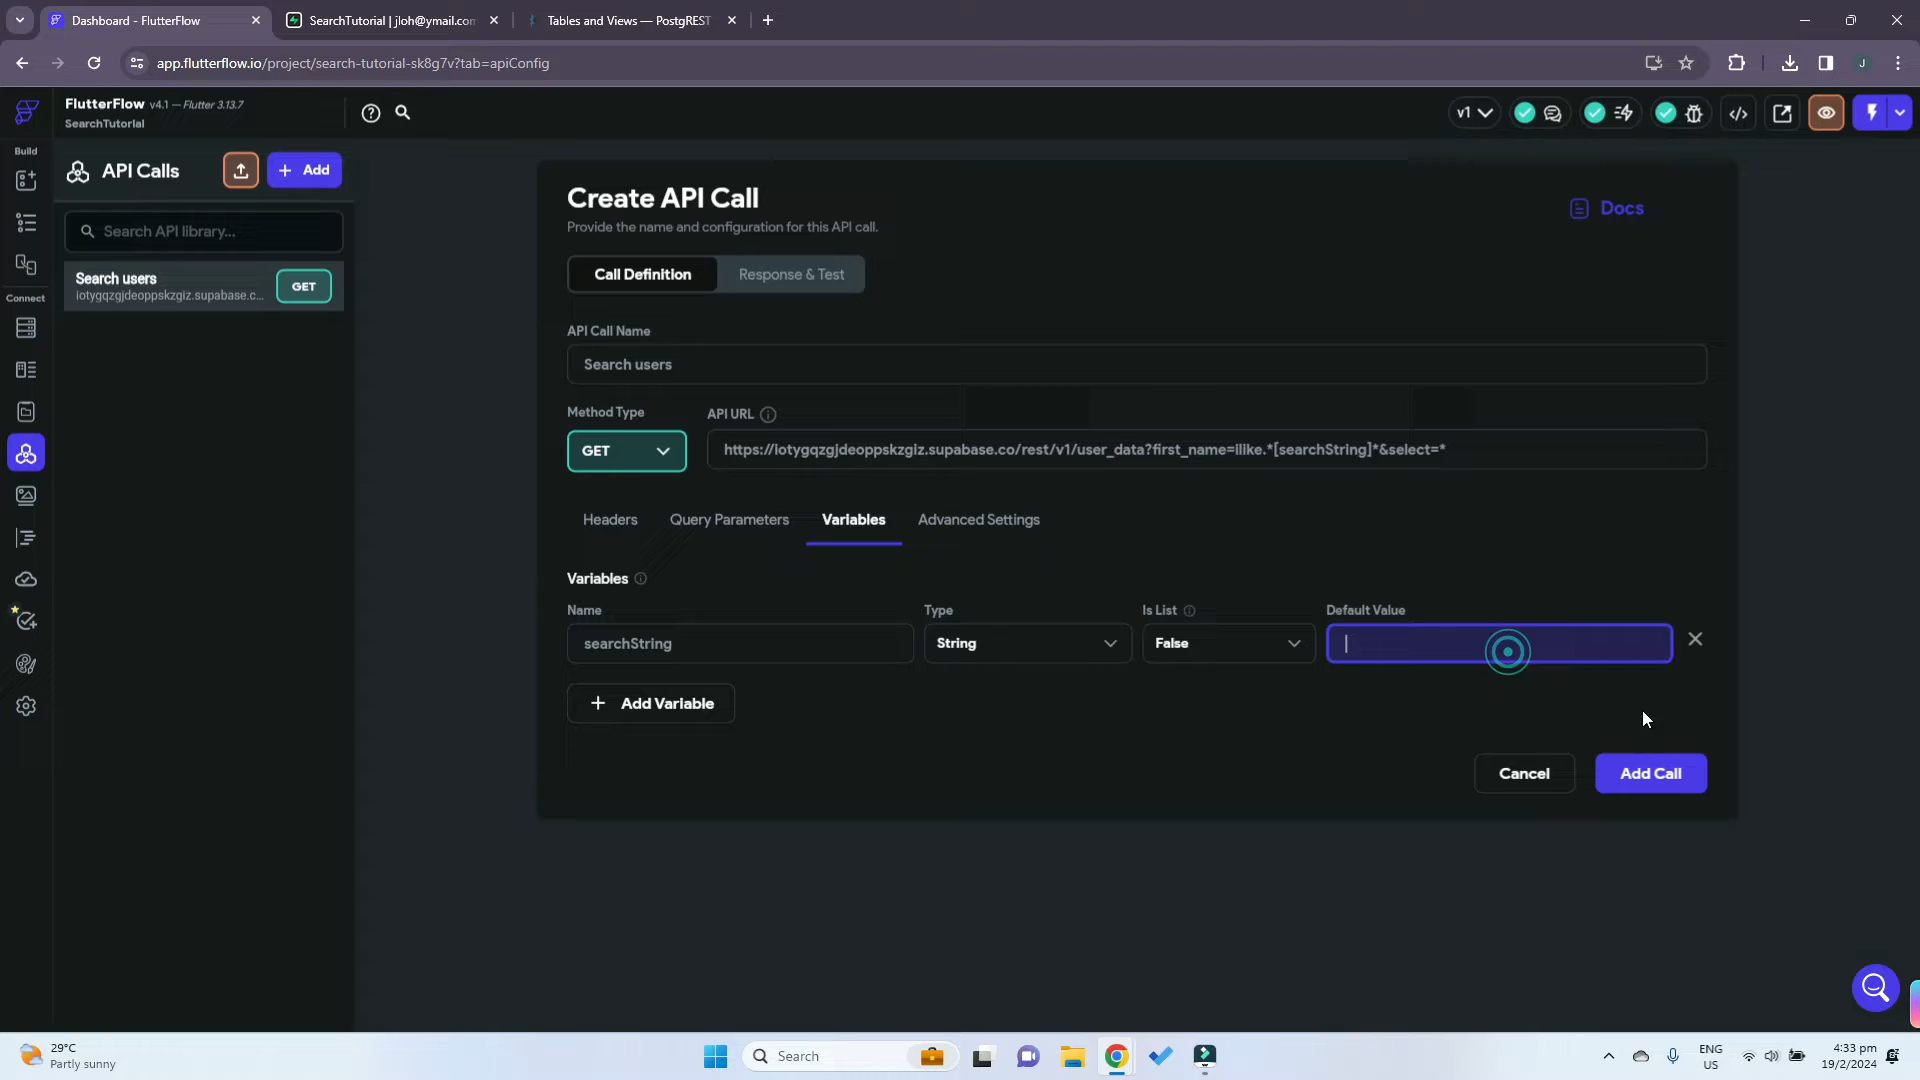 Dashboard - FlutterFlow
SearchTutorial | jloh@ymail.con
Tables and Views — PostgREST
app.flutterflow.io/project/search-tutorial-sk8g7v?tab=apiConfig
J
FlutterFlow v4.1 — Flutter 3.13.7
SearchTutorial
v1
Build
Connect
API Calls
+ Add
Search API library...
Search users
iotygqzgjdeoppskzgiz.supabase.c...
GET
Create API Call
Provide the name and configuration for this API call.
Docs
Call Definition
Response & Test
API Call Name
Search users
Method Type
API URL
GET
https://iotygqzgjdeoppskzgiz.supabase.co/rest/v1/user_data?first_name=ilike.*[searchString]*&select=*
Headers
Query Parameters
Variables
Advanced Settings
Variables
Name
Type
Is List
Default Value
searchString
String
False
+ Add Variable
Cancel
Add Call
29°C
Partly sunny
Search
ENG
US
4:33 pm
19/2/2024